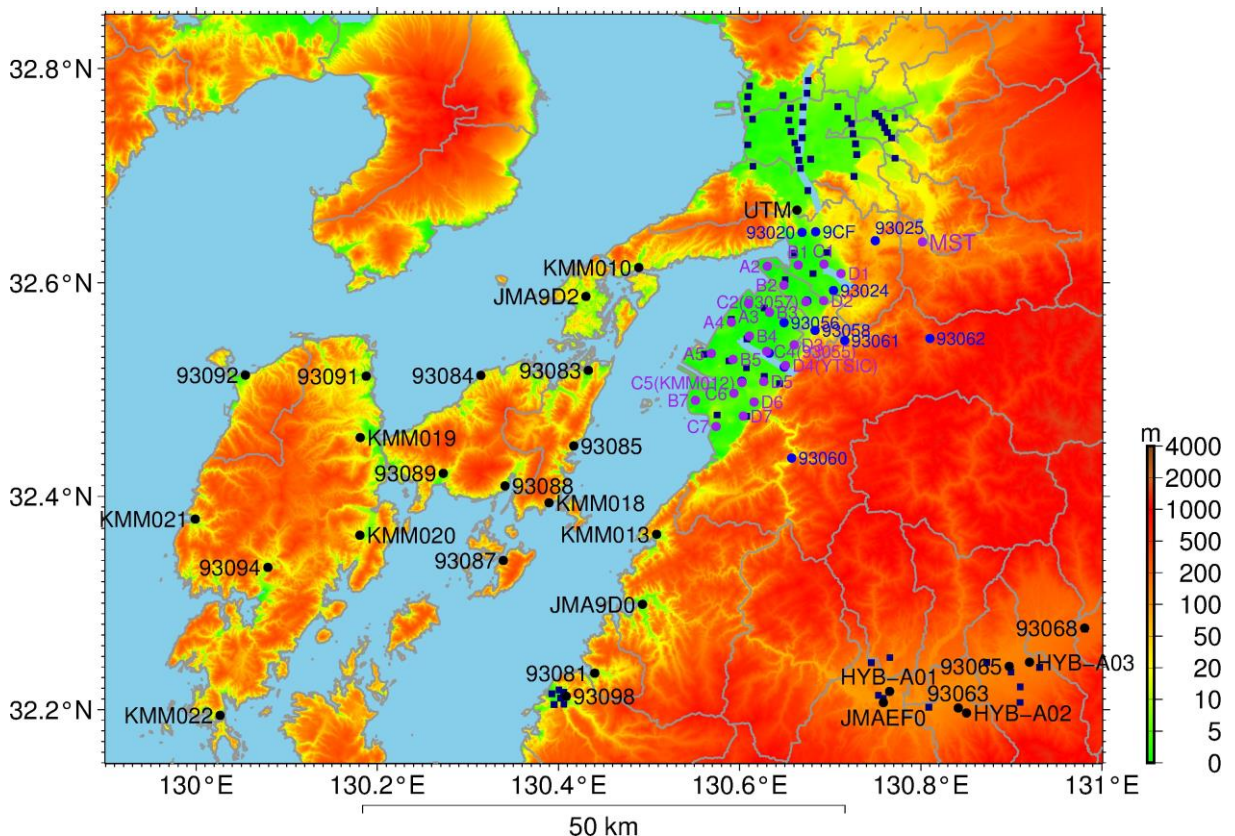 32.8°N
32.6°N
32.4°N
32.2°N
130.0°E
130.2°E
130.4°E
130.6°E
130.8°E
131°E
50 km
m
4000
2000
1000
500
200
100
50
20
10
5
0
UTM
93020
9CF
93025
MST
B1
C1
A2
D1
KMM010
B2
93024
JMA9D2
C2(93057)
D2
A3
B3
A4
93056
93058
B4
93061
93062
D3
A5
B5
C4(93055)
D4(YTSIC)
93092
93091
93084
93083
C5(KMM012)
D5
C6
B7
D6
C7
D7
KMM019
93085
93089
93088
93060
KMM018
KMM021
KMM020
KMM013
93094
93087
JMA9D0
93068
93081
93065
HYB-A03
HYB-A01
93098
93063
KMM022
JMAEF0
HYB-A02